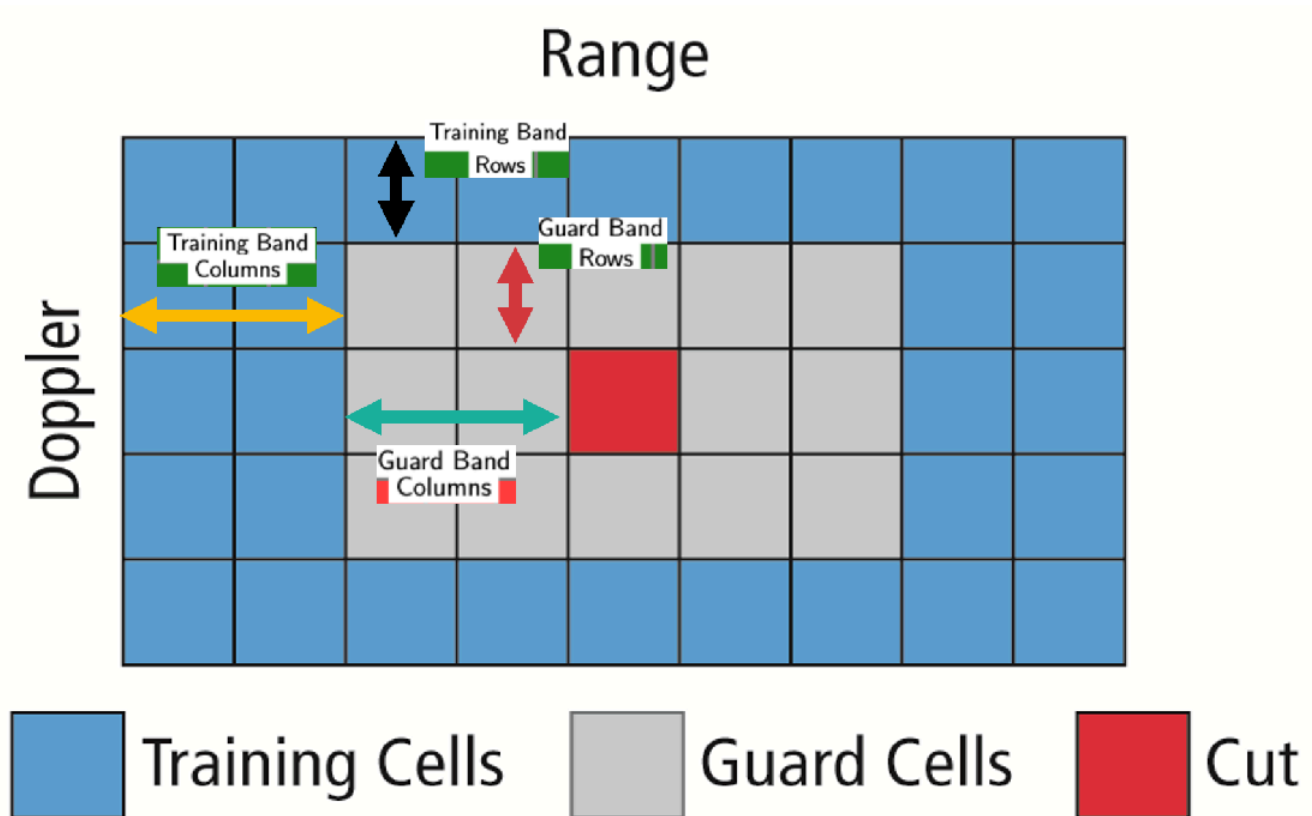 Range
Training Band
Rows
Guard Band
Rows
Training Band
Columns
Doppler
Guard Band
Columns
Training Cells
Guard Cells
Cut